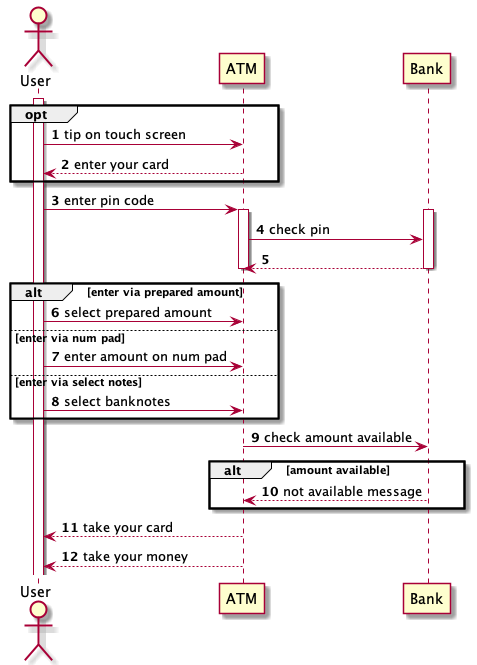 User
ATM
Bank
opt
1 tip on touch screen
2 enter your card
3 enter pin code
4 check pin
5
alt [enter via prepared amount]
6 select prepared amount
[enter via num pad]
7 enter amount on num pad
[enter via select notes]
8 select banknotes
9 check amount available
alt [amount available]
10 not available message
11 take your card
12 take your money
User
ATM
Bank